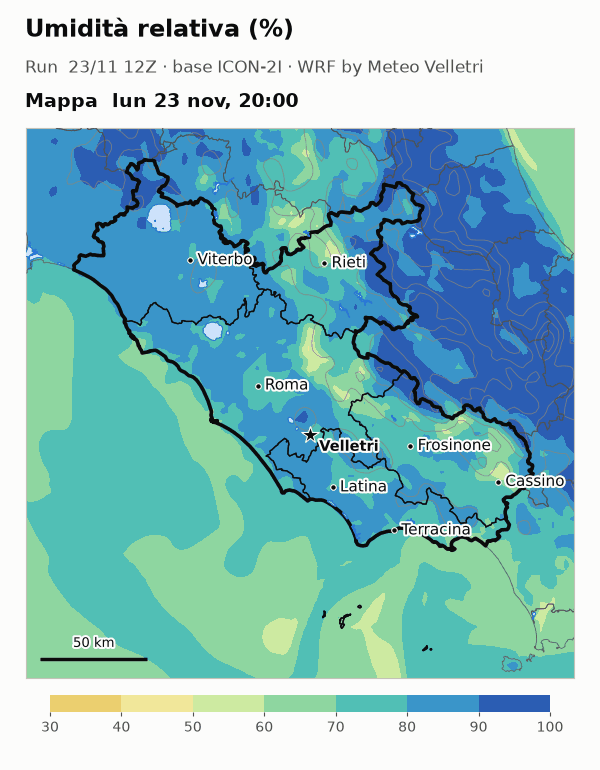 Umidità relativa (%)
Run  23/11 12Z · base ICON-2I · WRF by Meteo Velletri
Mappa  lun 23 nov, 20:00
Viterbo
Rieti
Roma
Velletri
Frosinone
Cassino
Latina
Terracina
50 km
30 40 50 60 70 80 90 100